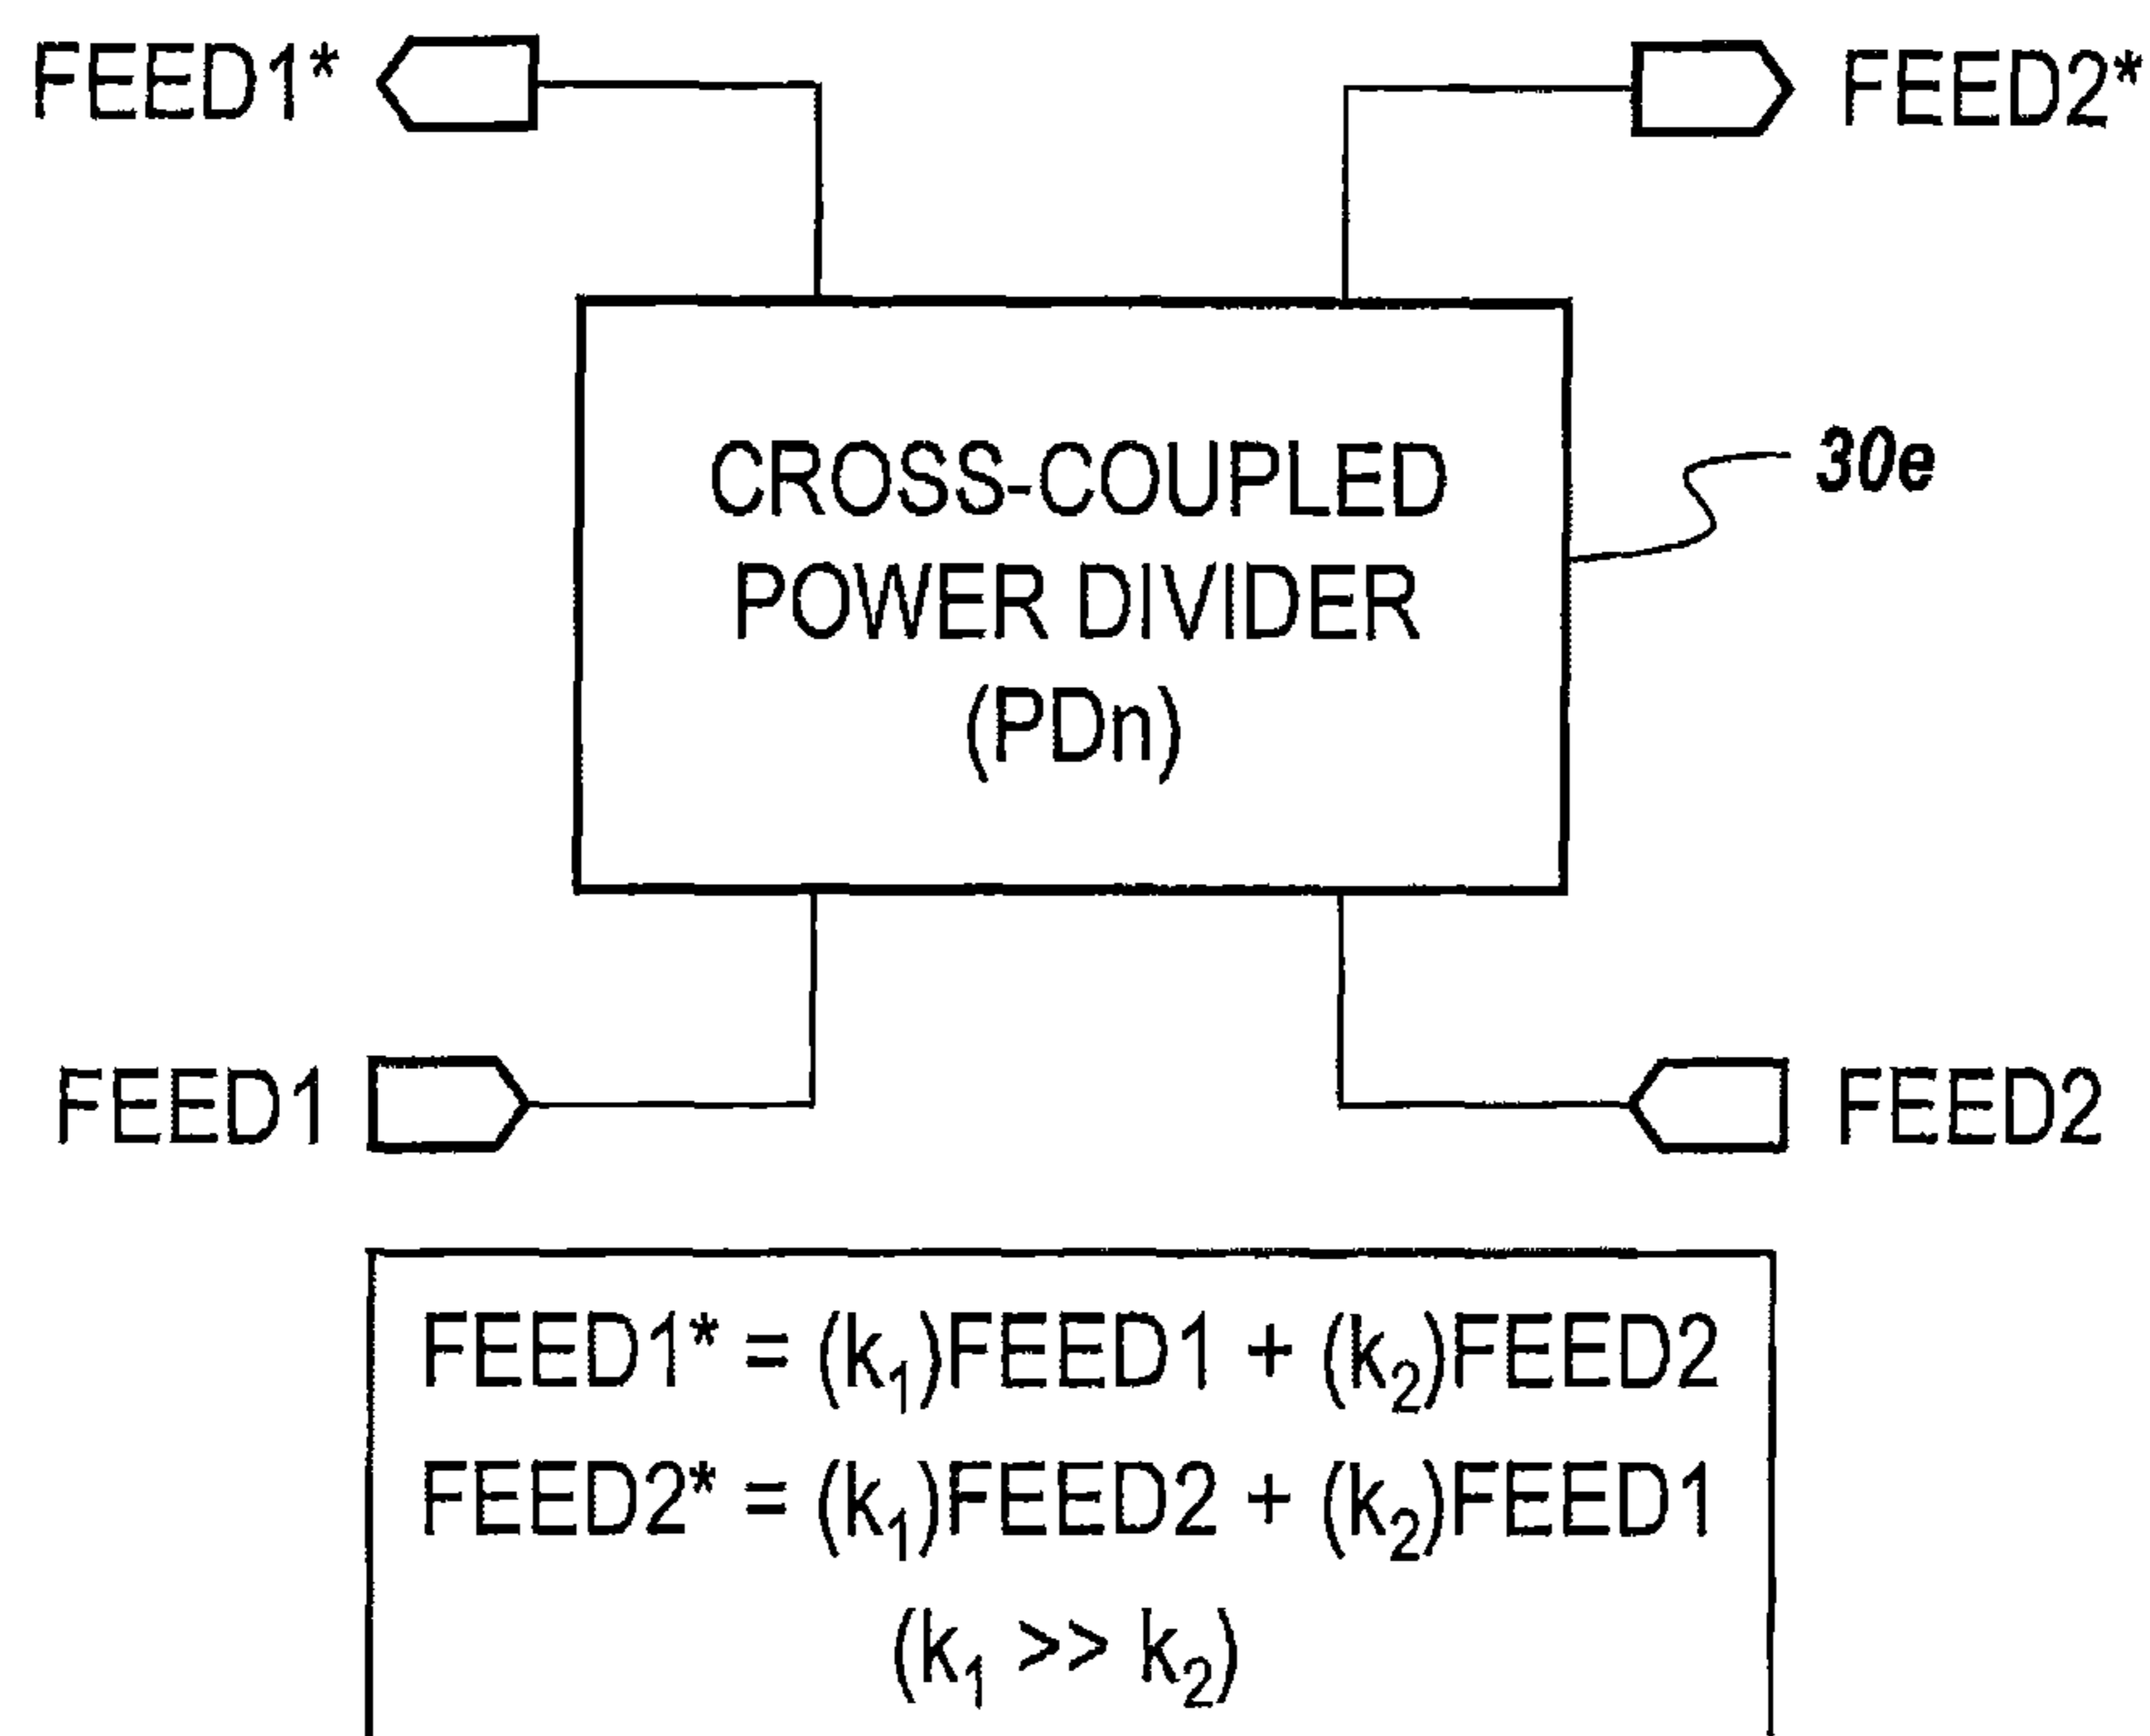 FEED1*
FEED2*
CROSS-COUPLED
POWER DIVIDER
(PDn)
30e
FEED1
FEED2
FEED1* = (k₁)FEED1 + (k₂)FEED2
FEED2* = (k₁)FEED2 + (k₂)FEED1
(k₁ >> k₂)